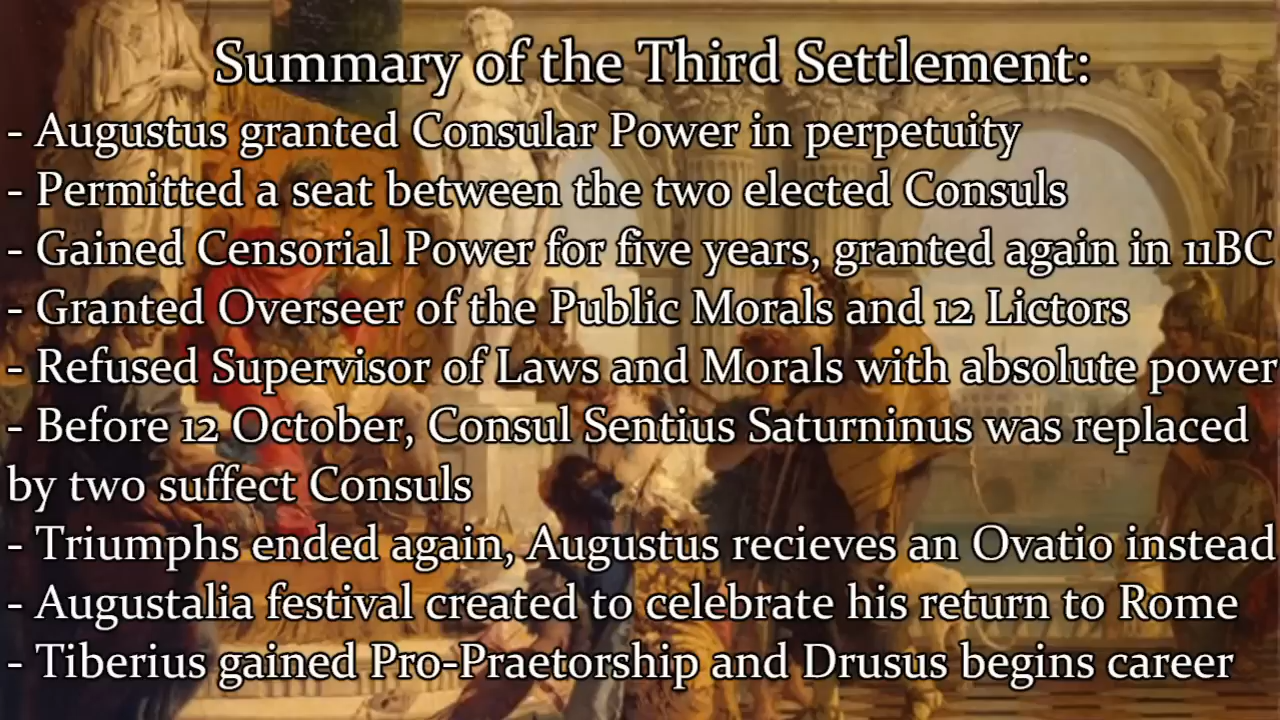 Summary of the Third Settlement:
- Augustus granted Consular Power in perpetuity
- Permitted a seat between the two elected Consuls
- Gained Censorial Power for five years, granted again in 11BC
- Granted Overseer of the Public Morals and 12 Lictors
- Refused Supervisor of Laws and Morals with absolute power
- Before 12 October, Consul Sentius Saturninus was replaced
by two suffect Consuls
- Triumphs ended again, Augustus recieves an Ovatio instead
- Augustalia festival created to celebrate his return to Rome
- Tiberius gained Pro-Praetorship and Drusus begins career